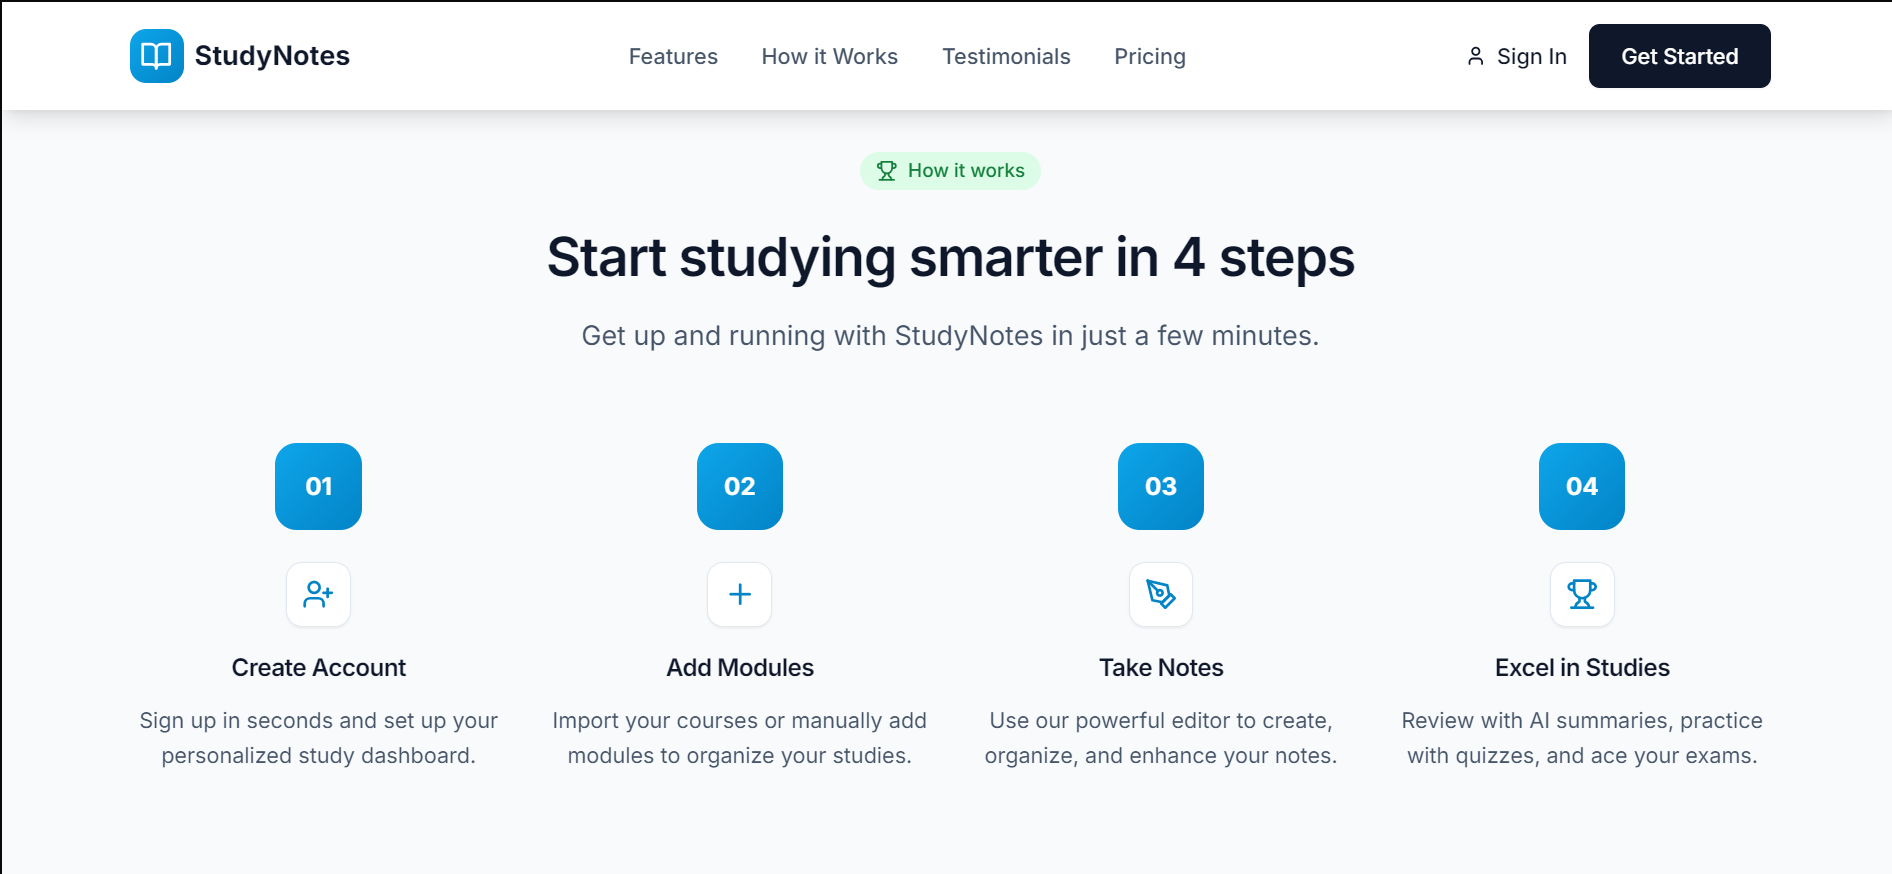 StudyNotes
Features
How it Works
Testimonials
Pricing
Sign In
Get Started
How it works
Start studying smarter in 4 steps
Get up and running with StudyNotes in just a few minutes.
01
Create Account
Sign up in seconds and set up your
personalized study dashboard.
02
Add Modules
Import your courses or manually add
modules to organize your studies.
03
Take Notes
Use our powerful editor to create,
organize, and enhance your notes.
04
Excel in Studies
Review with AI summaries, practice
with quizzes, and ace your exams.